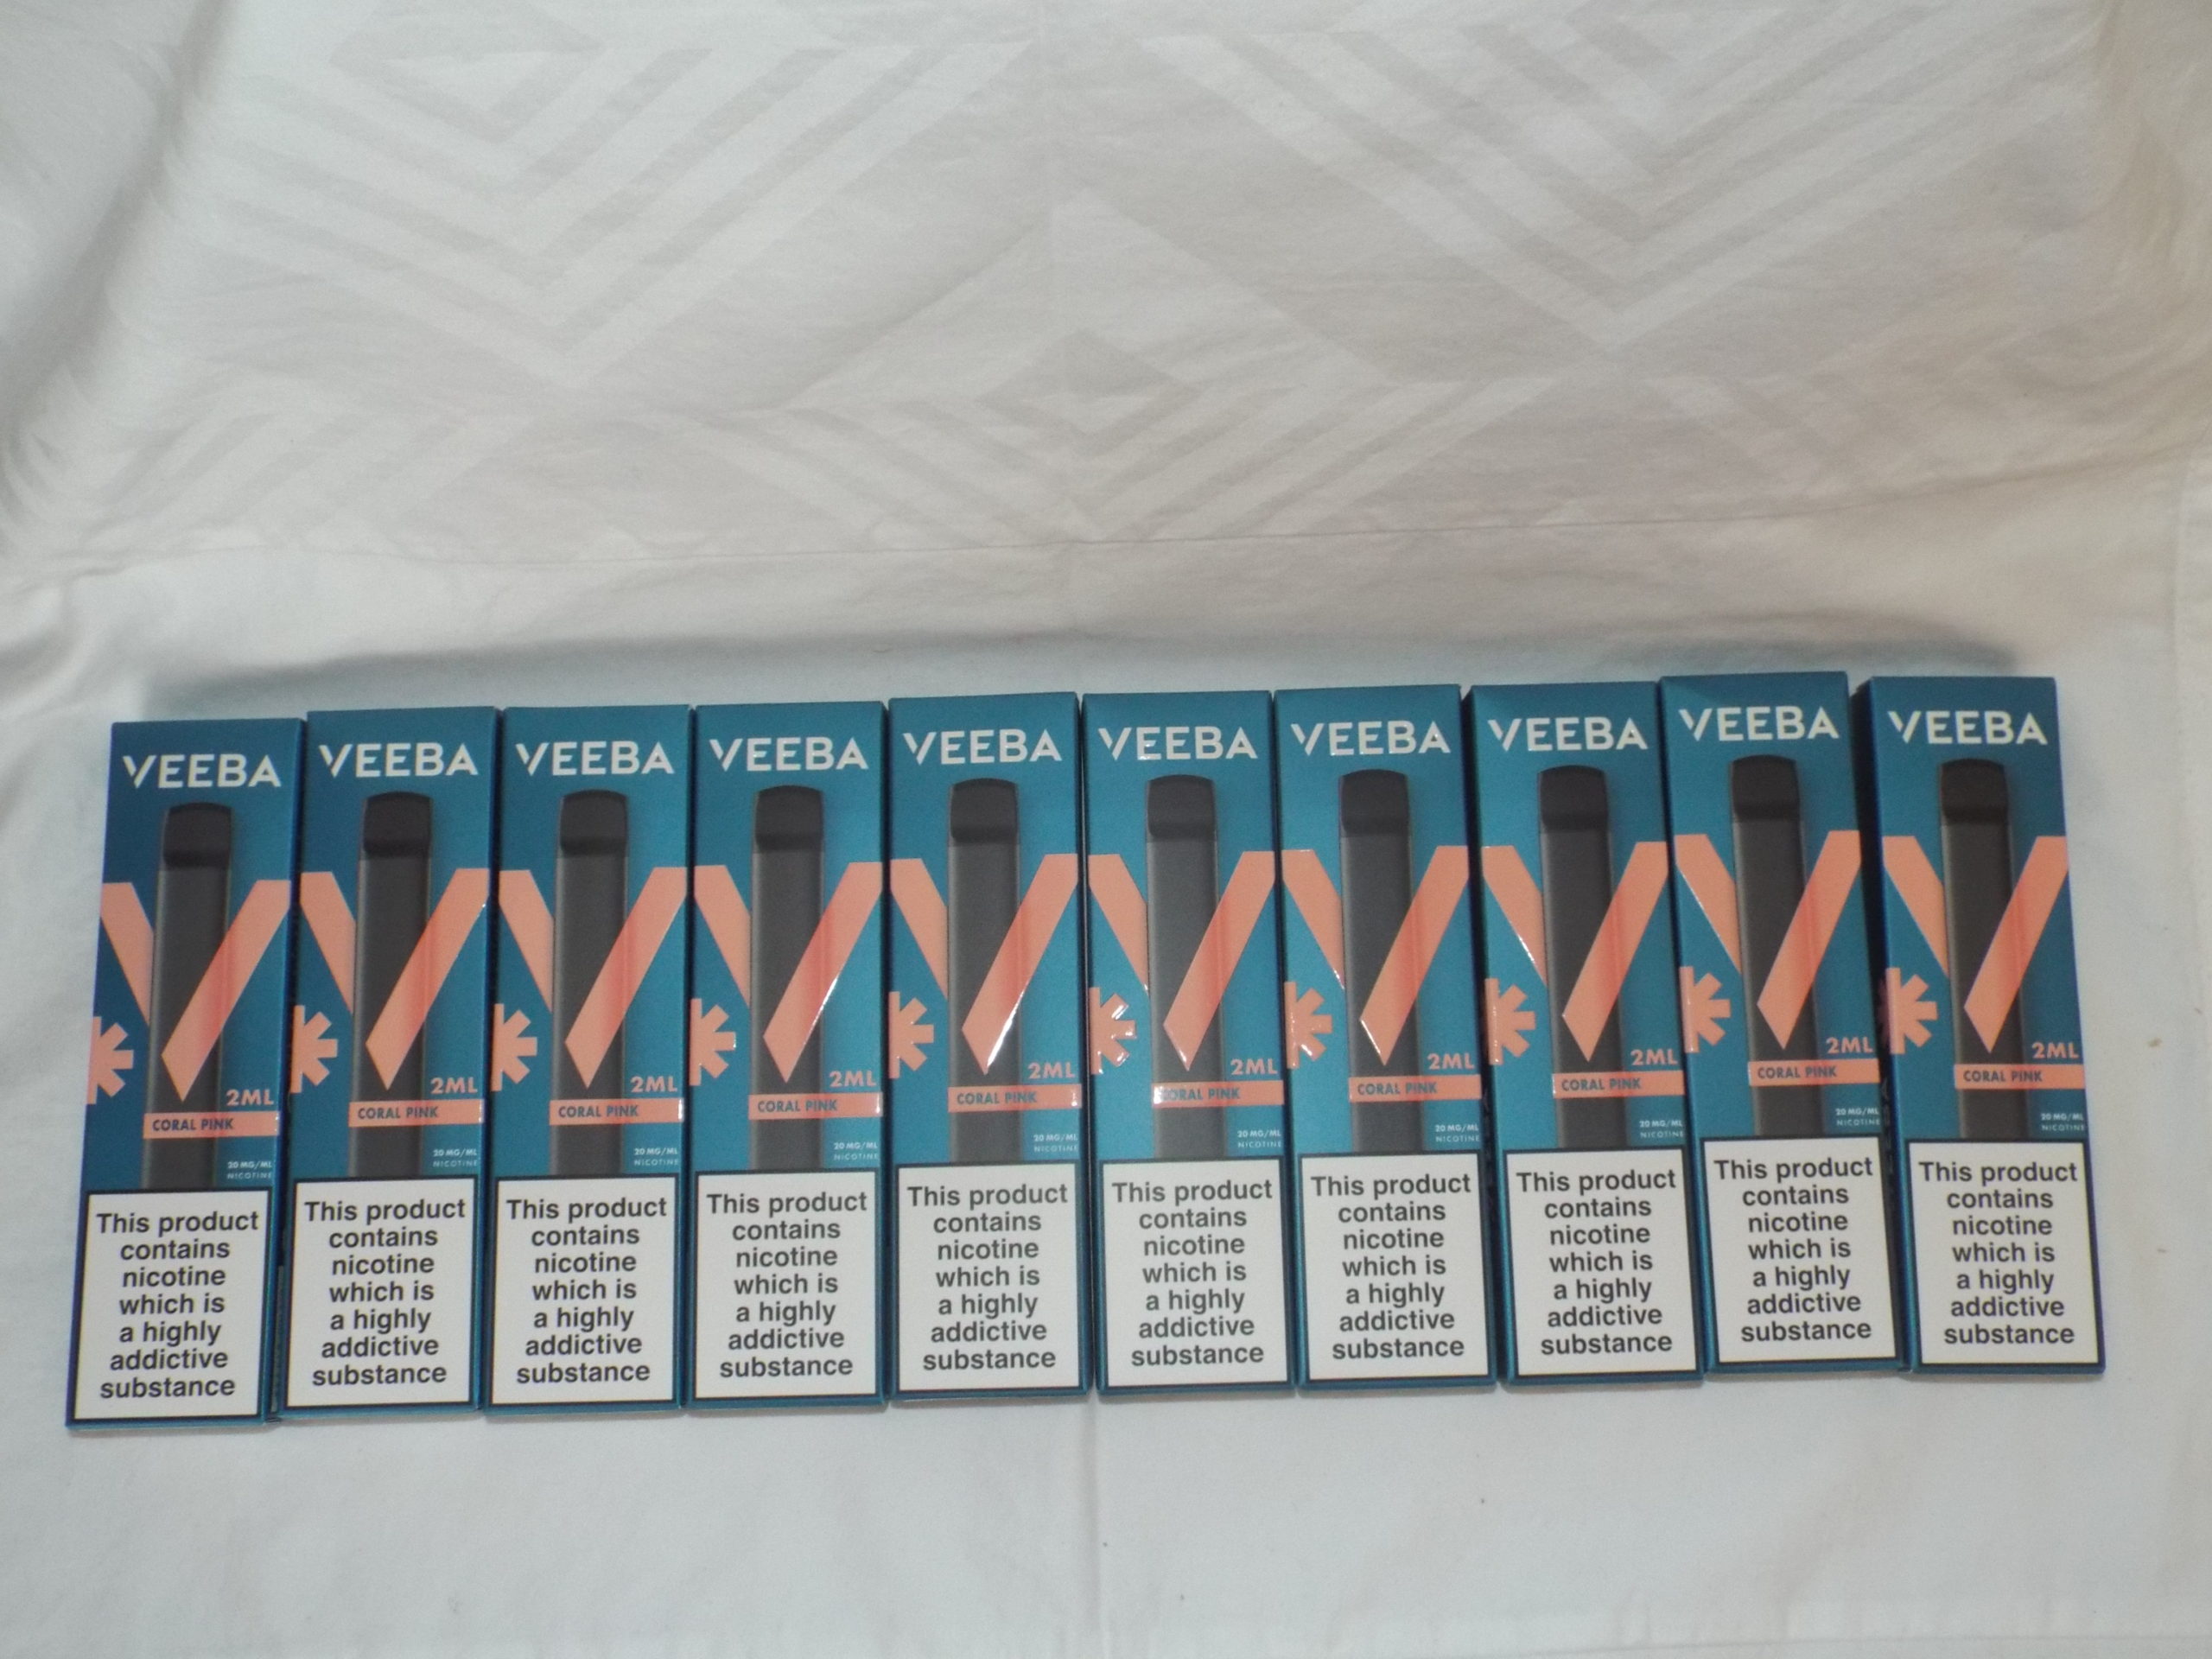 VEEBA
2ML
CORAL PINK
20 MG/ML
NICOTINE
This product
contains
nicotine
which is
a highly
addictive
substance
VEEBA
2ML
CORAL PINK
20 MG/ML
NICOTINE
This product
contains
nicotine
which is
a highly
addictive
substance
VEEBA
2ML
CORAL PINK
20 MG/ML
NICOTINE
This product
contains
nicotine
which is
a highly
addictive
substance
VEEBA
2ML
CORAL PINK
20 MG/ML
NICOTINE
This product
contains
nicotine
which is
a highly
addictive
substance
VEEBA
2ML
CORAL PINK
20 MG/ML
NICOTINE
This product
contains
nicotine
which is
a highly
addictive
substance
VEEBA
2ML
CORAL PINK
20 MG/ML
NICOTINE
This product
contains
nicotine
which is
a highly
addictive
substance
VEEBA
2ML
CORAL PINK
20 MG/ML
NICOTINE
This product
contains
nicotine
which is
a highly
addictive
substance
VEEBA
2ML
CORAL PINK
20 MG/ML
NICOTINE
This product
contains
nicotine
which is
a highly
addictive
substance
VEEBA
2ML
CORAL PINK
20 MG/ML
NICOTINE
This product
contains
nicotine
which is
a highly
addictive
substance
VEEBA
2ML
CORAL PINK
20 MG/ML
NICOTINE
This product
contains
nicotine
which is
a highly
addictive
substance